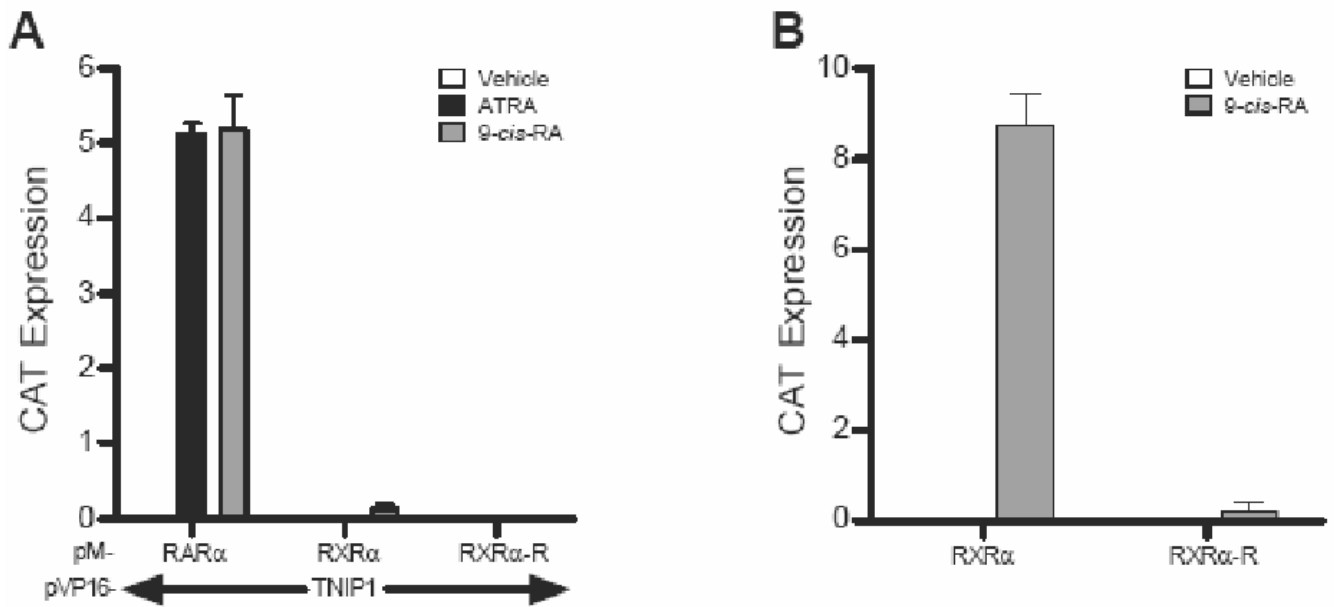 A
6
5
4
3
2
1
0
CAT Expression
Vehicle
ATRA
9-cis-RA
pM- RARα RXRα RXRα-R
pVP16- TNIP1
B
10
8
6
4
2
0
CAT Expression
Vehicle
9-cis-RA
RXRα RXRα-R